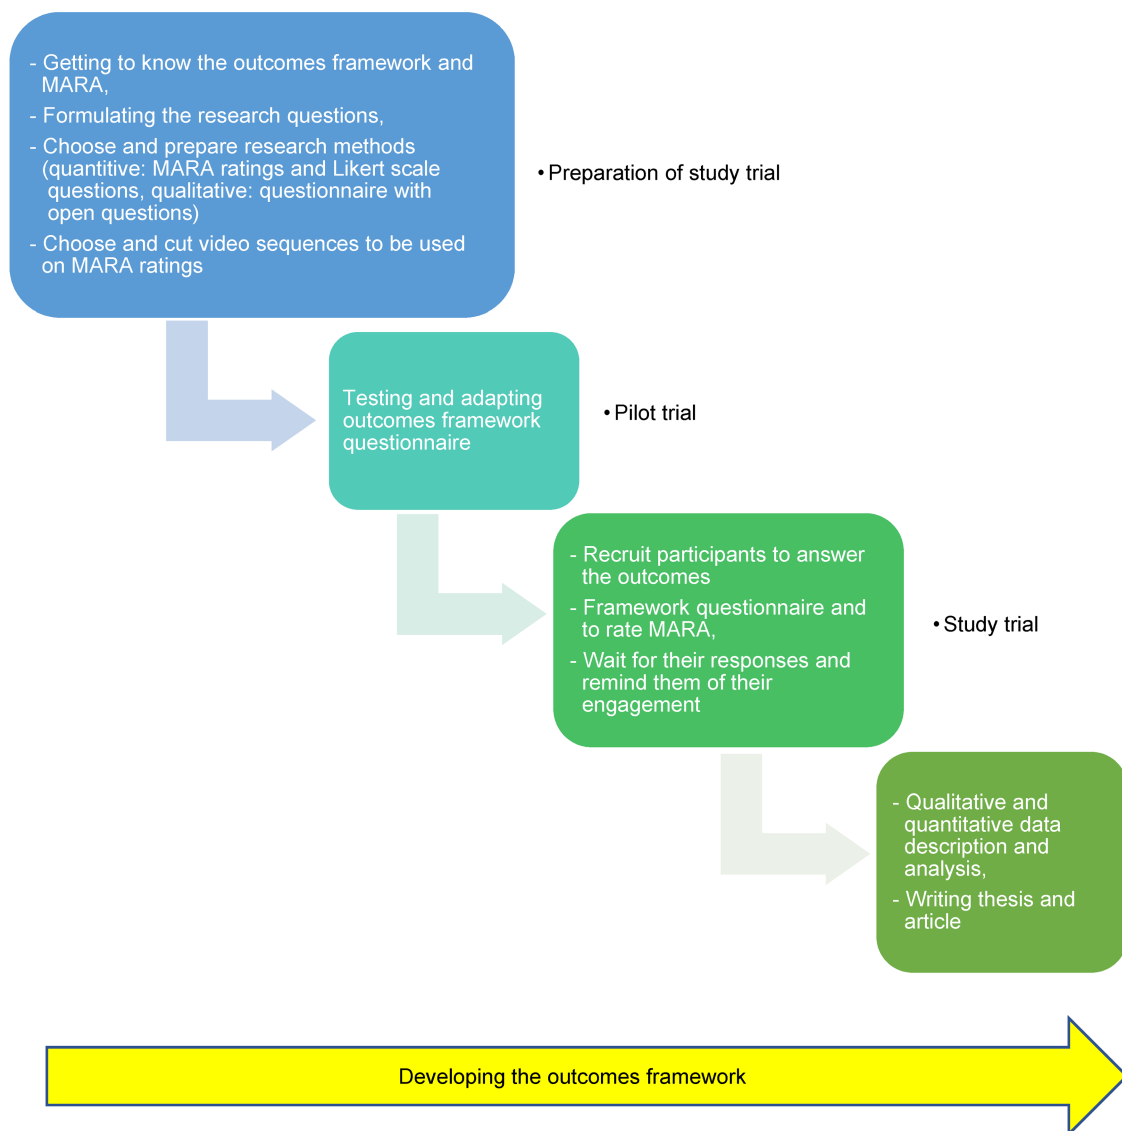 - Getting to know the outcomes framework and
MARA,
- Formulating the research questions,
- Choose and prepare research methods
(quantitive: MARA ratings and Likert scale
questions, qualitative: questionnaire with
open questions)
- Choose and cut video sequences to be used
on MARA ratings
• Preparation of study trial
Testing and adapting
outcomes framework
questionnaire
• Pilot trial
- Recruit participants to answer
the outcomes
- Framework questionnaire and
to rate MARA,
- Wait for their responses and
remind them of their
engagement
• Study trial
- Qualitative and
quantitative data
description and
analysis,
- Writing thesis and
article
Developing the outcomes framework